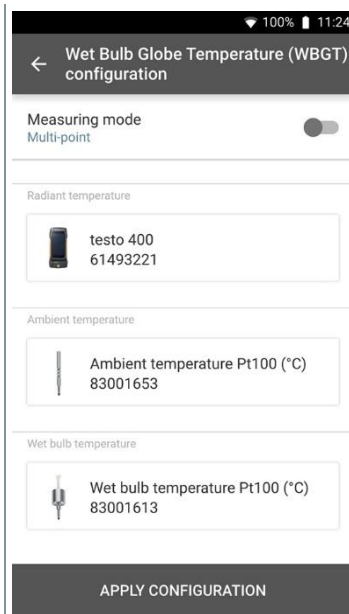 100% 11:24
Wet Bulb Globe Temperature (WBGT)
configuration
Measuring mode
Multi-point
Radiant temperature
testo 400
61493221
Ambient temperature
Ambient temperature Pt100 (°C)
83001653
Wet bulb temperature
Wet bulb temperature Pt100 (°C)
83001613
APPLY CONFIGURATION